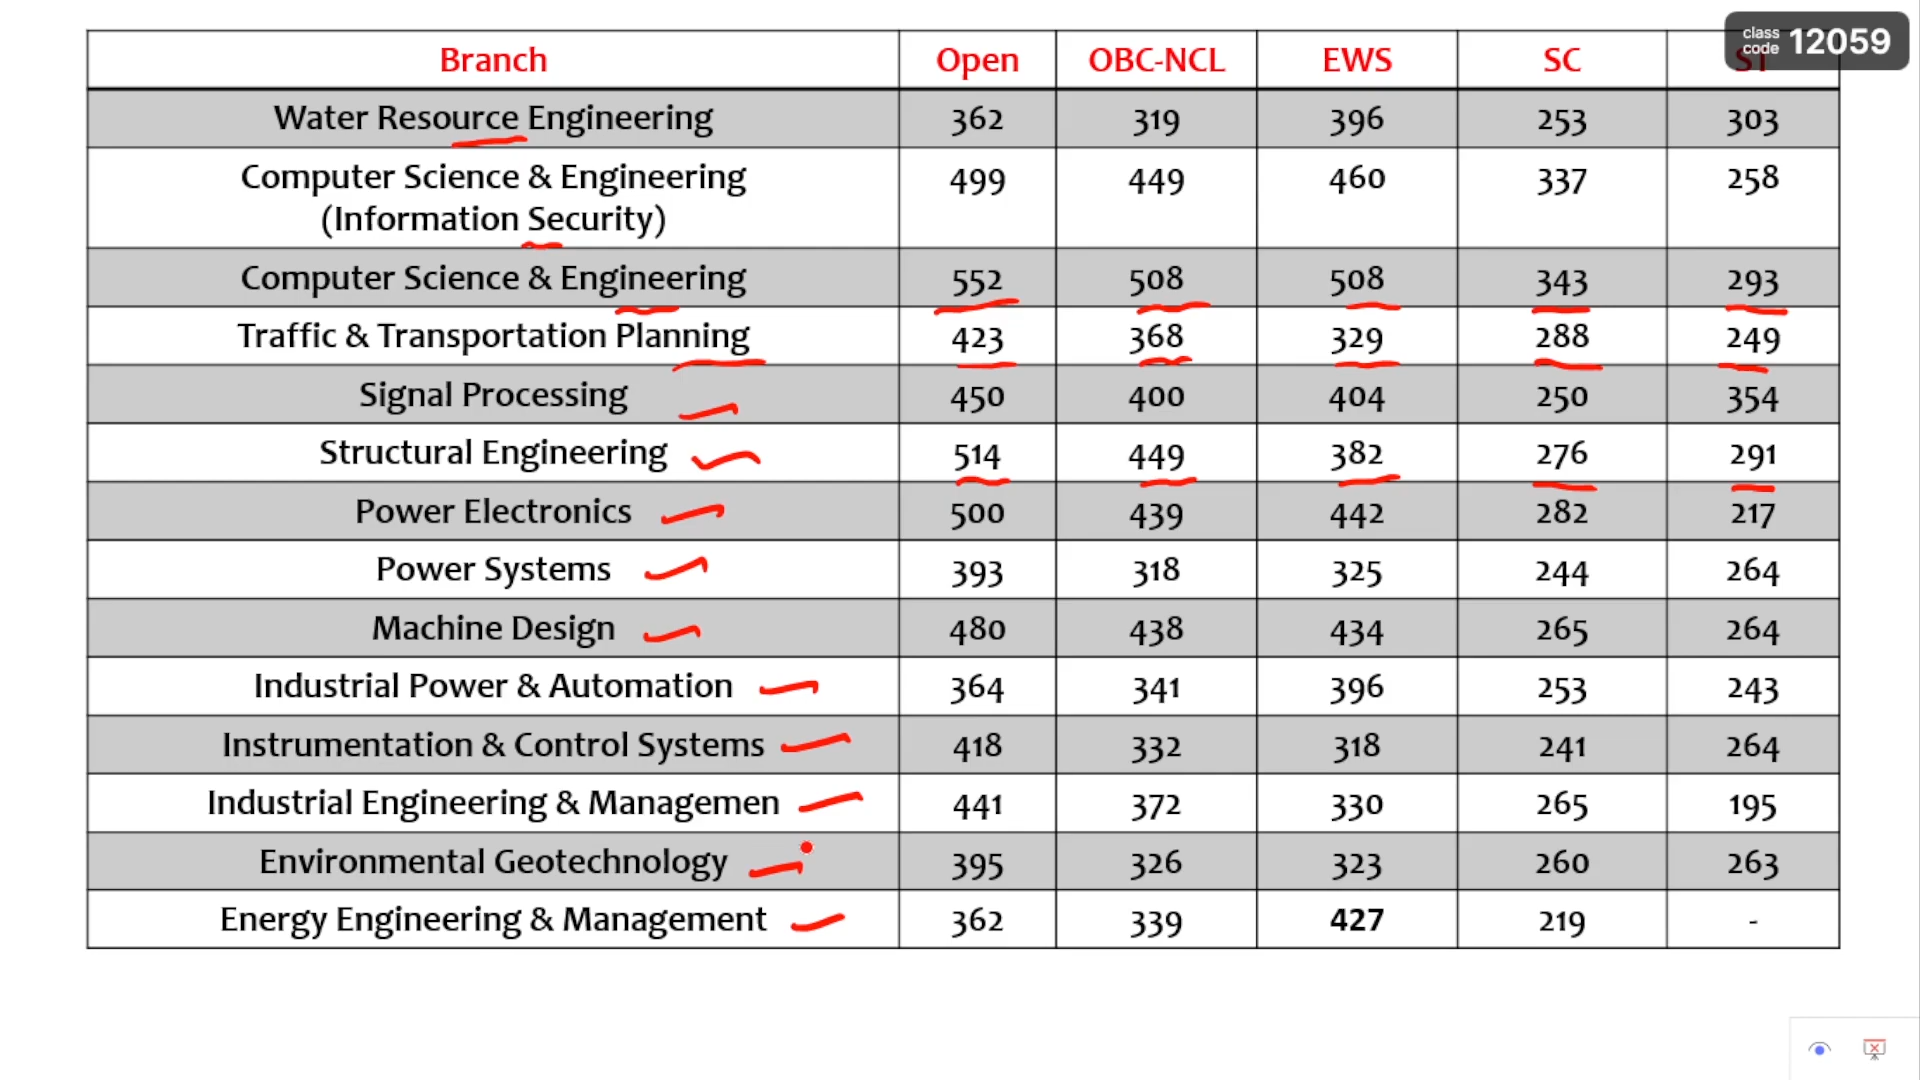 class code 12059
Branch Open OBC-NCL EWS SC ST
Water Resource Engineering 362 319 396 253 303
Computer Science & Engineering 499 449 460 337 258
(Information Security)
Computer Science & Engineering 552 508 508 343 293
Traffic & Transportation Planning 423 368 329 288 249
Signal Processing 450 400 404 250 354
Structural Engineering 514 449 382 276 291
Power Electronics 500 439 442 282 217
Power Systems 393 318 325 244 264
Machine Design 480 438 434 265 264
Industrial Power & Automation 364 341 396 253 243
Instrumentation & Control Systems 418 332 318 241 264
Industrial Engineering & Managemen 441 372 330 265 195
Environmental Geotechnology 395 326 323 260 263
Energy Engineering & Management 362 339 427 219 -